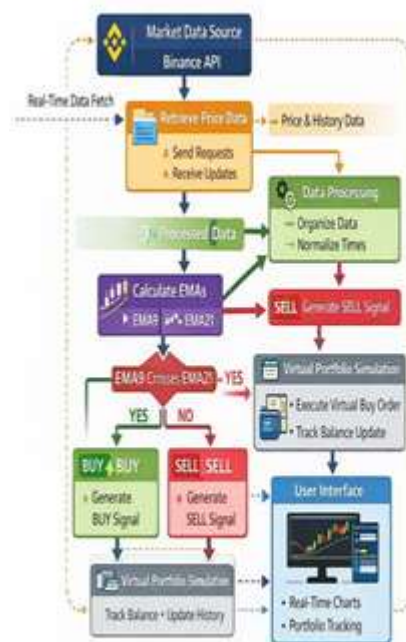 Market Data Source
Binance API
Real-Time Data Fetch
Retrieve Price Data
Send Requests
Receive Updates
Price & History Data
Data Processing
Organize Data
Normalize Times
Processed Data
Calculate EMAs
EMA9
EMA21
SELL Generate SELL Signal
EMA9 Crosses EMA21
YES
YES
NO
Virtual Portfolio Simulation
• Execute Virtual Buy Order
• Track Balance Update
BUY BUY
Generate
BUY Signal
SELL SELL
Generate
SELL Signal
User Interface
• Real-Time Charts
• Portfolio Tracking
Virtual Portfolio Simulation
Track Balance • Update History